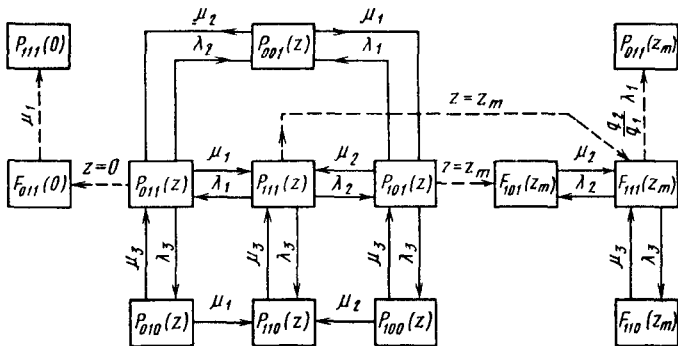 μ₂ μ₁
P₁₁₁(0) P₀₀₁(z) P₀₁₁(zₘ)
λ₂ λ₁
z = zₘ
μ₁ q₂/q₁ λ₁
μ₁ μ₂ μ₂
F₀₁₁(0) z=0 P₀₁₁(z) P₁₁₁(z) P₁₀₁(z) z=zₘ F₁₀₁(zₘ) F₁₁₁(zₘ)
λ₁ λ₂ λ₂
μ₃ λ₃ μ₃ λ₃ μ₃ λ₃ μ₃ λ₃
μ₁ μ₂
P₀₁₀(z) P₁₁₀(z) P₁₀₀(z) F₁₁₀(zₘ)